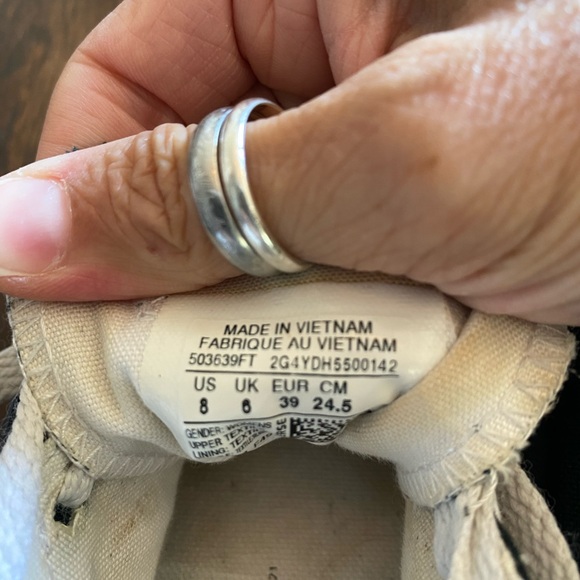 MADE IN VIETNAM
FABRIQUE AU VIETNAM
503639FT 2G4YDH5500142
US UK EUR CM
8 6 39 24.5
GENDER:
UPPER:
LINING: